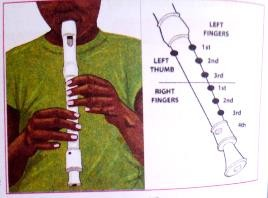 LEFT
FINGERS
1st
2nd
3rd
LEFT
THUMB
RIGHT
FINGERS
1st
2nd
3rd
4th